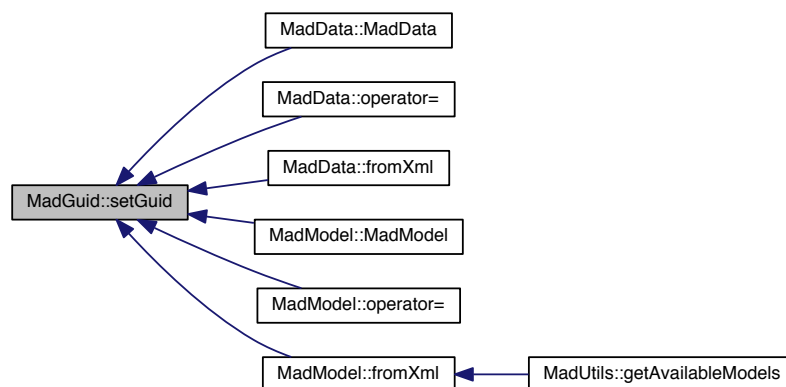 MadData::MadData
MadData::operator=
MadData::fromXml
MadGuid::setGuid
MadModel::MadModel
MadModel::operator=
MadModel::fromXml
MadUtils::getAvailableModels